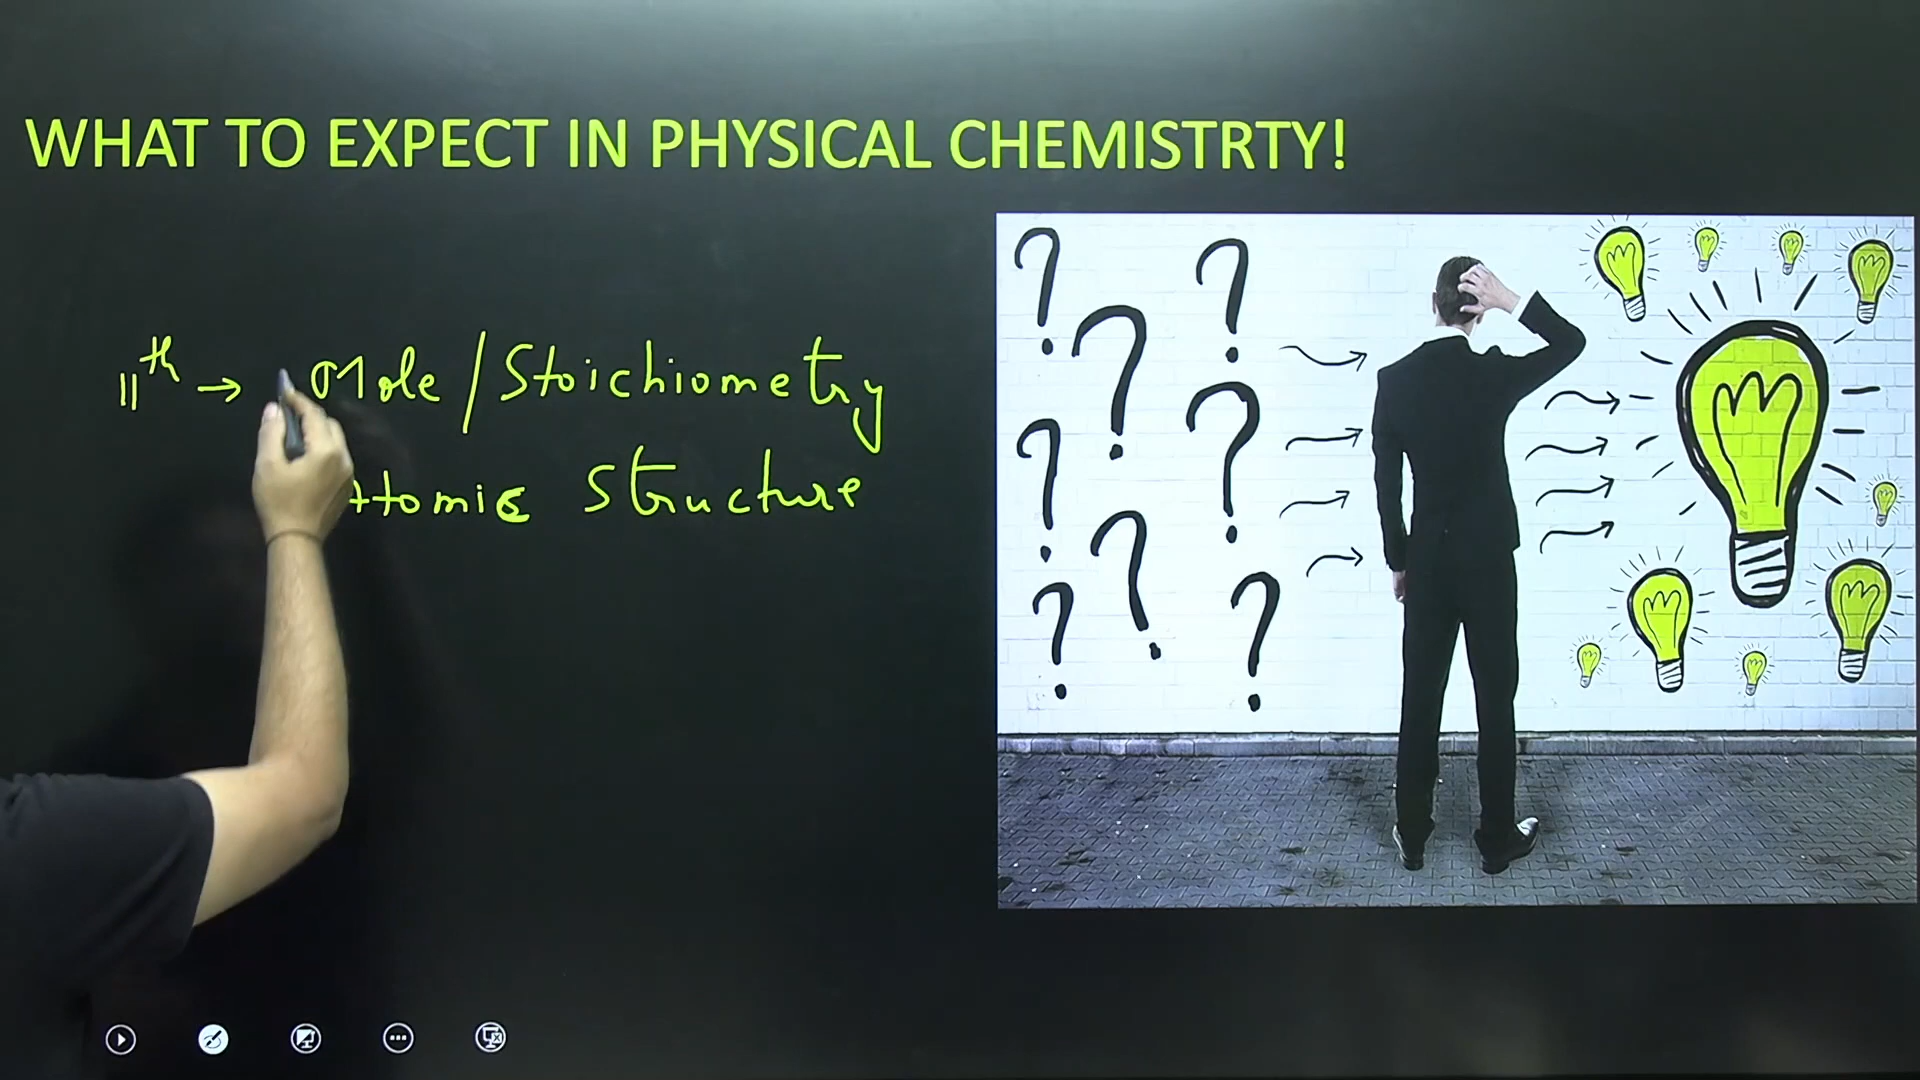 WHAT TO EXPECT IN PHYSICAL CHEMISTRTY!
11th → Mole / Stoichiometry
Atomic Structure